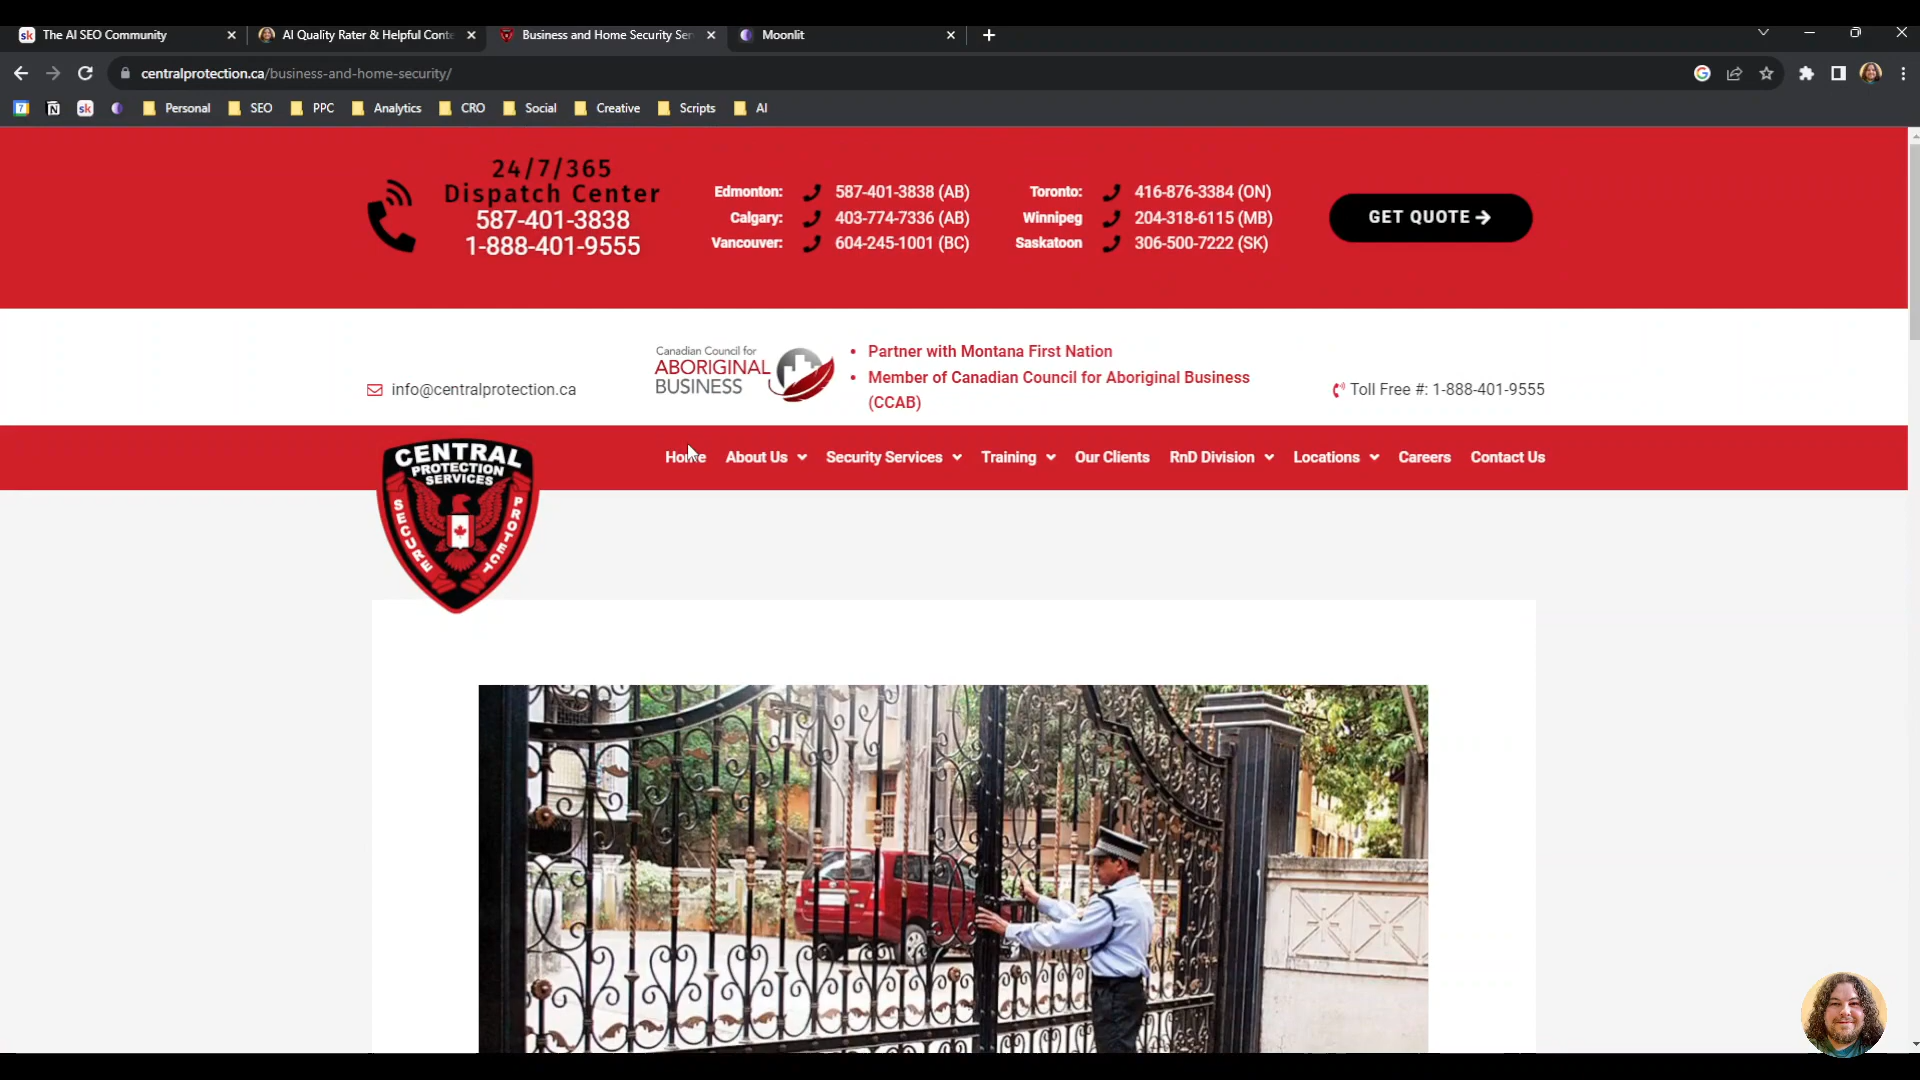 The AI SEO Community
AI Quality Rater & Helpful Conte
Business and Home Security Ser
Moonlit
centralprotection.ca/business-and-home-security/
Personal
SEO
PPC
Analytics
CRO
Social
Creative
Scripts
AI
24/7/365
Dispatch Center
587-401-3838
1-888-401-9555
Edmonton: 587-401-3838 (AB)
Calgary: 403-774-7336 (AB)
Vancouver: 604-245-1001 (BC)
Toronto: 416-876-3384 (ON)
Winnipeg 204-318-6115 (MB)
Saskatoon 306-500-7222 (SK)
GET QUOTE
info@centralprotection.ca
Canadian Council for
ABORIGINAL
BUSINESS
Partner with Montana First Nation
Member of Canadian Council for Aboriginal Business
(CCAB)
Toll Free #: 1-888-401-9555
CENTRAL
PROTECTION
SERVICES
SECURE
PROTECT
Home
About Us
Security Services
Training
Our Clients
RnD Division
Locations
Careers
Contact Us